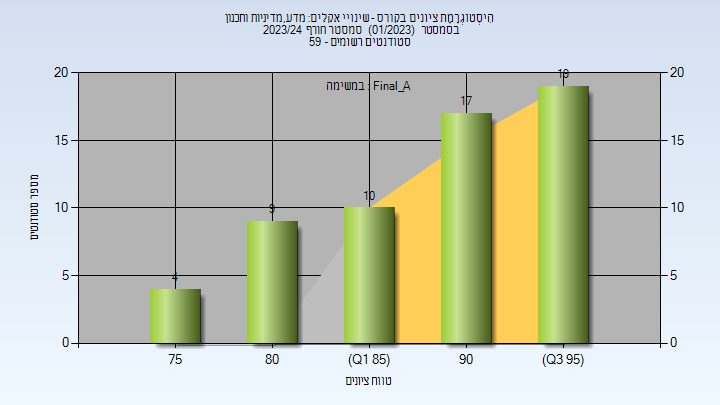 היסטוגרמת ציונים בקורס - שינויי אקלים: מדע,מדיניות ותכנון
בסמסטר (01/2023) סמסטר חורף 2023/24
סטודנטים רשומים - 59
במשימה : Final_A
20 20
15 15
10 10
5 5
0 0
4 9 10 17 19
מספר סטודנטים
75 80 (Q1 85) 90 (Q3 95)
טווח ציונים